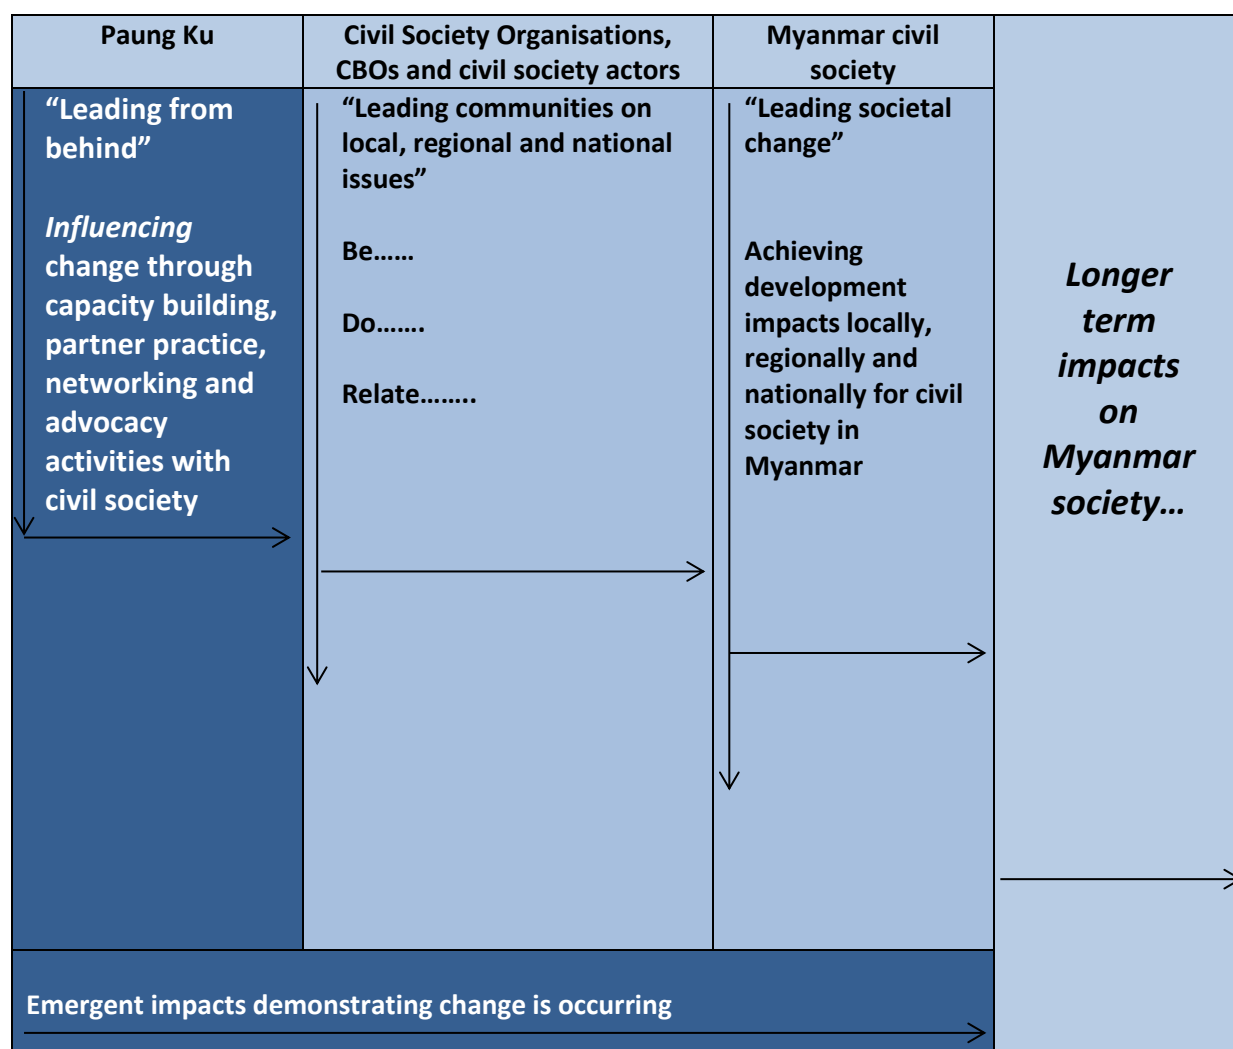 Paung Ku
Civil Society Organisations,
CBOs and civil society actors
Myanmar civil
society
“Leading from
behind”
Influencing
change through
capacity building,
partner practice,
networking and
advocacy
activities with
civil society
“Leading communities on
local, regional and national
issues”
Be……
Do…….
Relate……..
“Leading societal
change”
Achieving
development
impacts locally,
regionally and
nationally for civil
society in
Myanmar
Longer
term
impacts
on
Myanmar
society…
Emergent impacts demonstrating change is occurring